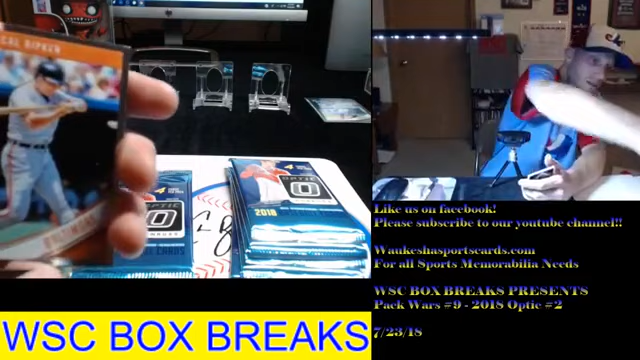 CAL RIPKEN
OPTIC
2018
Like us on facebook!
Please subscribe to our youtube channel!!
Waukeshasportscards.com
For all Sports Memorabilia Needs
WSC BOX BREAKS PRESENTS
Pack Wars #9 - 2018 Optic #2
7/23/18
WSC BOX BREAKS